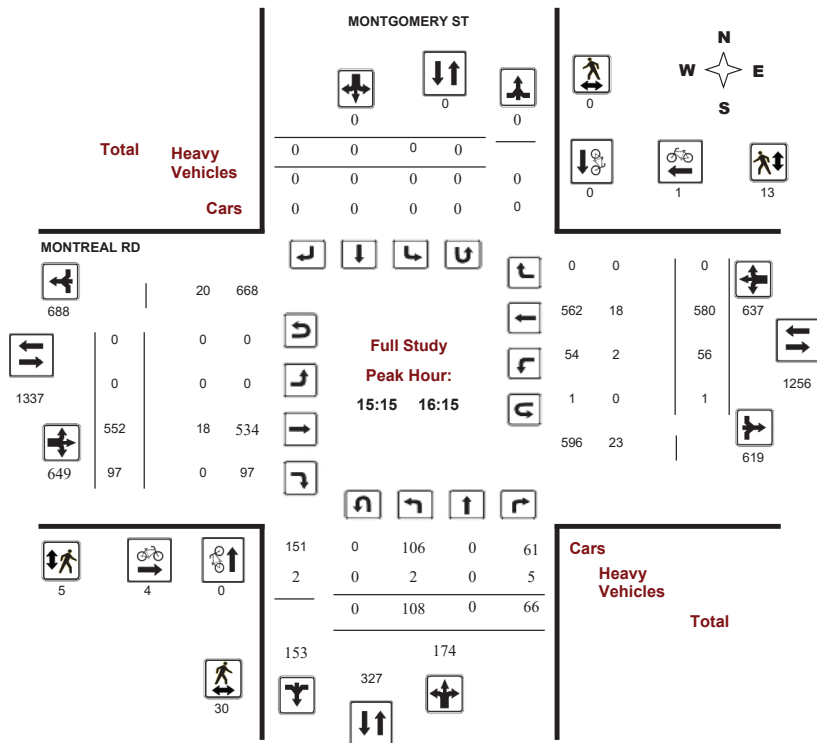 MONTGOMERY ST
N
W E
S
0
0
0 0
Total Heavy Vehicles
0 0 0 0
0 0 0 0 0
Cars 0 0 0 0 0
0 1 13
MONTREAL RD
688 20 668
0 0 0
1337 0 0 0
552 18 534
649 97 0 97
Full Study
Peak Hour:
15:15 16:15
0 0 0
637
562 18 580
54 2 56
1256
1 0 1
596 23
619
5 4 0
30
151 0 106 0 61 Cars
2 0 2 0 5 Heavy Vehicles
0 108 0 66 Total
153 174
327